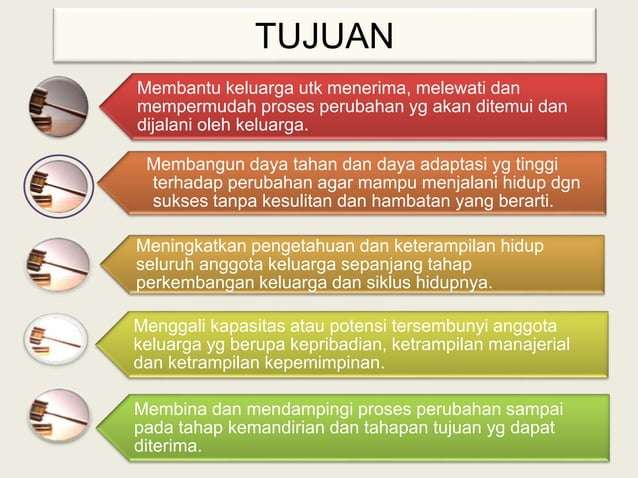 TUJUAN
Membantu keluarga utk menerima, melewati dan
mempermudah proses perubahan yg akan ditemui dan
dijalani oleh keluarga.
Membangun daya tahan dan daya adaptasi yg tinggi
terhadap perubahan agar mampu menjalani hidup dgn
sukses tanpa kesulitan dan hambatan yang berarti.
Meningkatkan pengetahuan dan keterampilan hidup
seluruh anggota keluarga sepanjang tahap
perkembangan keluarga dan siklus hidupnya.
Menggali kapasitas atau potensi tersembunyi anggota
keluarga yg berupa kepribadian, ketrampilan manajerial
dan ketrampilan kepemimpinan.
Membina dan mendampingi proses perubahan sampai
pada tahap kemandirian dan tahapan tujuan yg dapat
diterima.